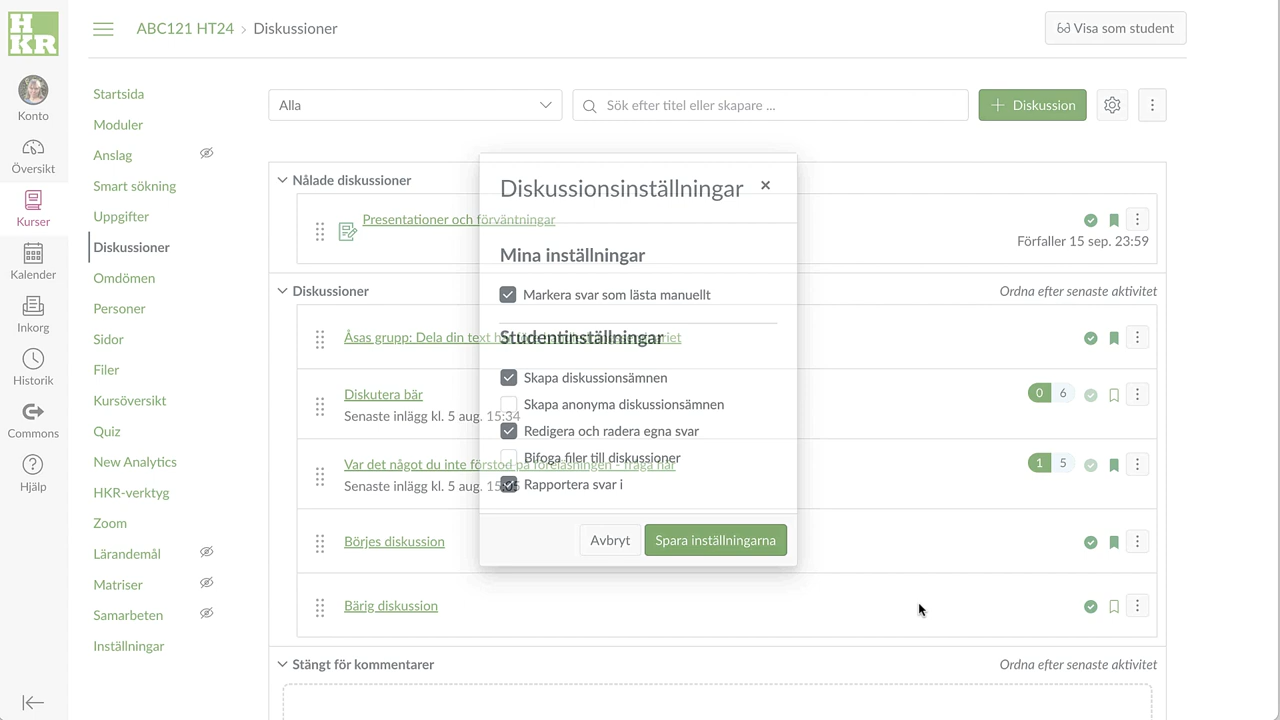 HKR
ABC121 HT24 › Diskussioner
Visa som student
Konto
Översikt
Kurser
Kalender
Inkorg
Historik
Commons
Hjälp
Startsida
Moduler
Anslag
Smart sökning
Uppgifter
Diskussioner
Omdömen
Personer
Sidor
Filer
Kursöversikt
Quiz
New Analytics
HKR-verktyg
Zoom
Lärandemål
Matriser
Samarbeten
Inställningar
Alla
Sök efter titel eller skapare ...
Diskussion
Nålade diskussioner
Presentationer och förväntningar
Förfaller 15 sep. 23:59
Diskussioner
Ordna efter senaste aktivitet
Åsas grupp: Dela din text
Diskutera bär
Senaste inlägg kl. 5 aug. 15:34
0 6
Var det något du inte förstod på föreläsningen - fråga här
Senaste inlägg kl. 5 aug.
1 5
Börjes diskussion
Bärig diskussion
Stängt för kommentarer
Ordna efter senaste aktivitet
Diskussionsinställningar
Mina inställningar
Markera svar som lästa manuellt
Studentinställningar
Skapa diskussionsämnen
Skapa anonyma diskussionsämnen
Redigera och radera egna svar
Bifoga filer till diskussioner
Rapportera svar i
Avbryt
Spara inställningarna